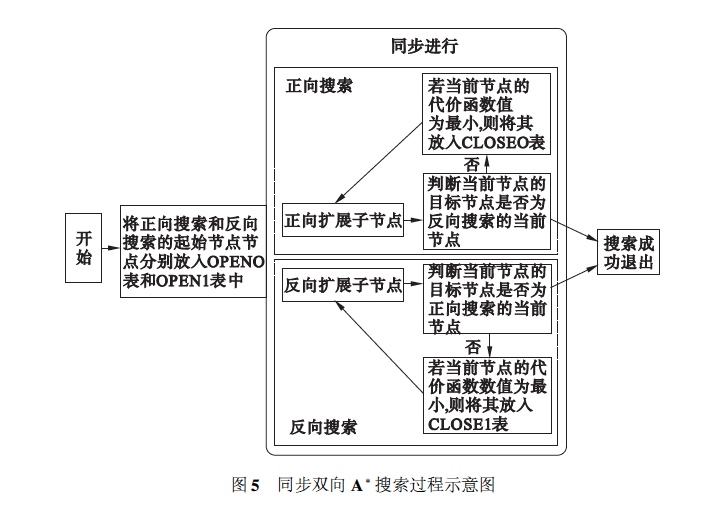 同步进行
正向搜索
若当前节点的
代价函数值
为最小,则将其
放入CLOSEO表
否
正向扩展子节点
判断当前节点的
目标节点是否为
反向搜索的当前
节点
开
始
将正向搜索和反向
搜索的起始节点节
点分别放入OPENO
表和OPEN1表中
搜索成
功退出
反向扩展子节点
判断当前节点的
目标节点是否为
正向搜索的当前
节点
否
若当前节点的代
价函数数值为最
小,则将其放入
CLOSE1表
反向搜索
图5 同步双向 A* 搜索过程示意图